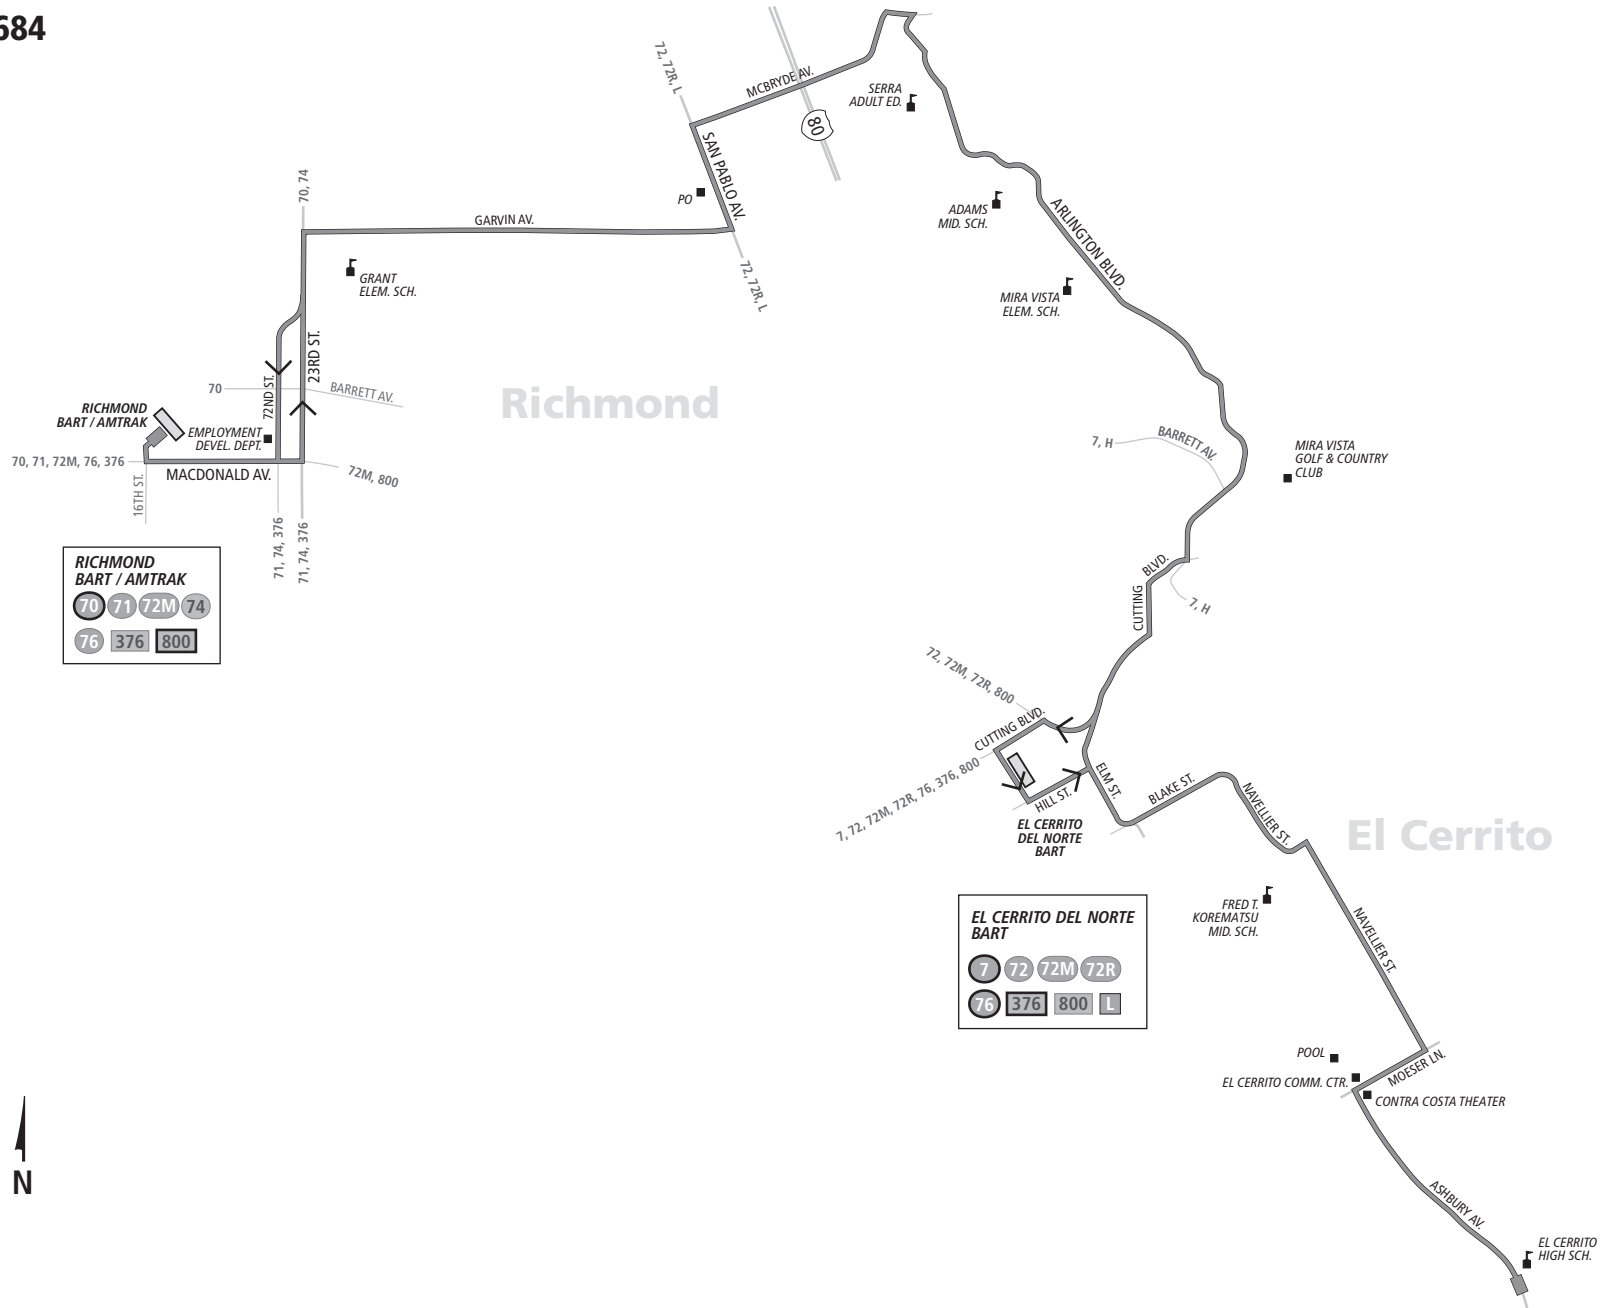 684
72, 72R, L
MCBRYDE AV.
80
SERRA
ADULT ED.
SAN PABLO AV.
PO
70, 74
GARVIN AV.
72, 72R, L
ADAMS
MID. SCH.
ARLINGTON BLVD.
GRANT
ELEM. SCH.
MIRA VISTA
ELEM. SCH.
23RD ST.
72ND ST.
70
BARRETT AV.
Richmond
RICHMOND
BART / AMTRAK
EMPLOYMENT
DEVEL. DEPT.
70, 71, 72M, 76, 376
MACDONALD AV.
72M, 800
16TH ST.
71, 74, 376
71, 74, 376
7, H
BARRETT AV.
MIRA VISTA
GOLF & COUNTRY
CLUB
RICHMOND
BART / AMTRAK
70 71 72M 74
76 376 800
CUTTING BLVD.
7, H
72, 72M, 72R, 800
CUTTING BLVD.
7, 72, 72M, 72R, 76, 376, 800
HILL ST.
ELM ST.
BLAKE ST.
NAVELLIER ST.
EL CERRITO
DEL NORTE
BART
El Cerrito
FRED T.
KOREMATSU
MID. SCH.
NAVELLIER ST.
EL CERRITO DEL NORTE
BART
7 72 72M 72R
76 376 800 L
POOL
EL CERRITO COMM. CTR.
MOESER LN.
CONTRA COSTA THEATER
N
ASHBURY AV.
EL CERRITO
HIGH SCH.